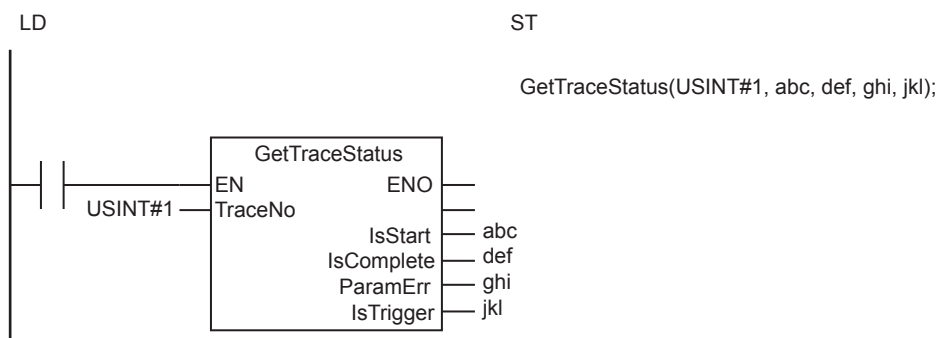 LD
ST
GetTraceStatus(USINT#1, abc, def, ghi, jkl);
GetTraceStatus
EN ENO
USINT#1 TraceNo
IsStart abc
IsComplete def
ParamErr ghi
IsTrigger jkl